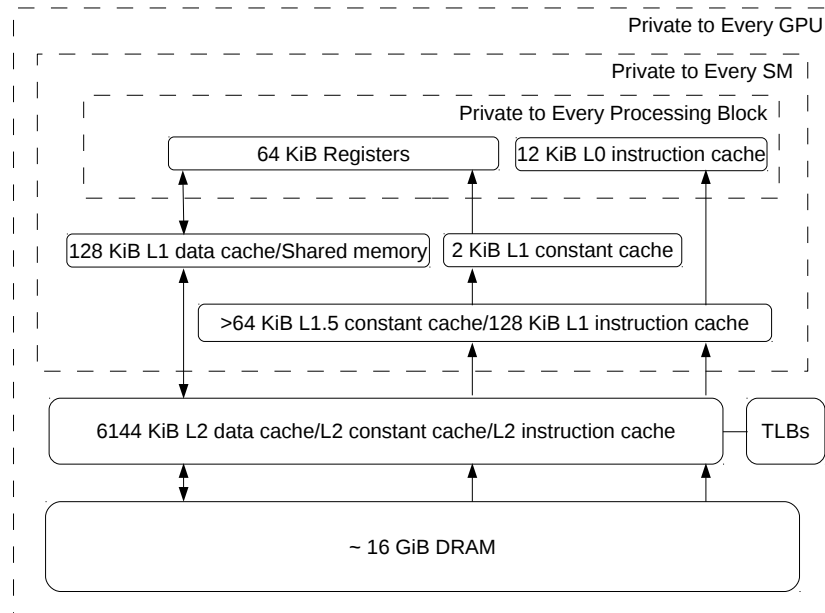 Private to Every GPU
Private to Every SM
Private to Every Processing Block
64 KiB Registers
12 KiB L0 instruction cache
128 KiB L1 data cache/Shared memory
2 KiB L1 constant cache
>64 KiB L1.5 constant cache/128 KiB L1 instruction cache
6144 KiB L2 data cache/L2 constant cache/L2 instruction cache
TLBs
~ 16 GiB DRAM